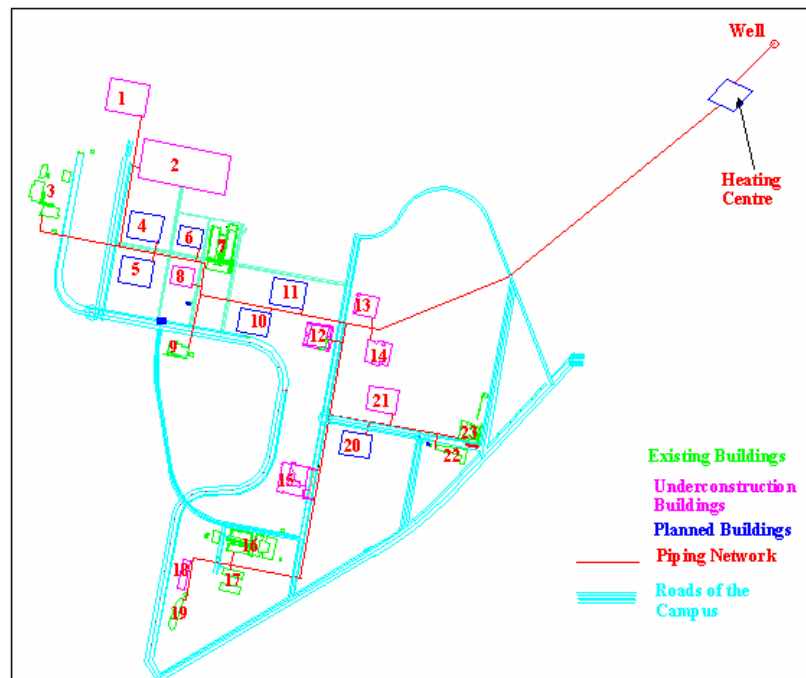 Well
1
2
3
Heating
Centre
4
6
7
5
8
11
13
10
12
9
14
21
23
20
22
15
Existing Buildings
Underconstruction
Buildings
Planned Buildings
16
Piping Network
18
17
Roads of the
Campus
19